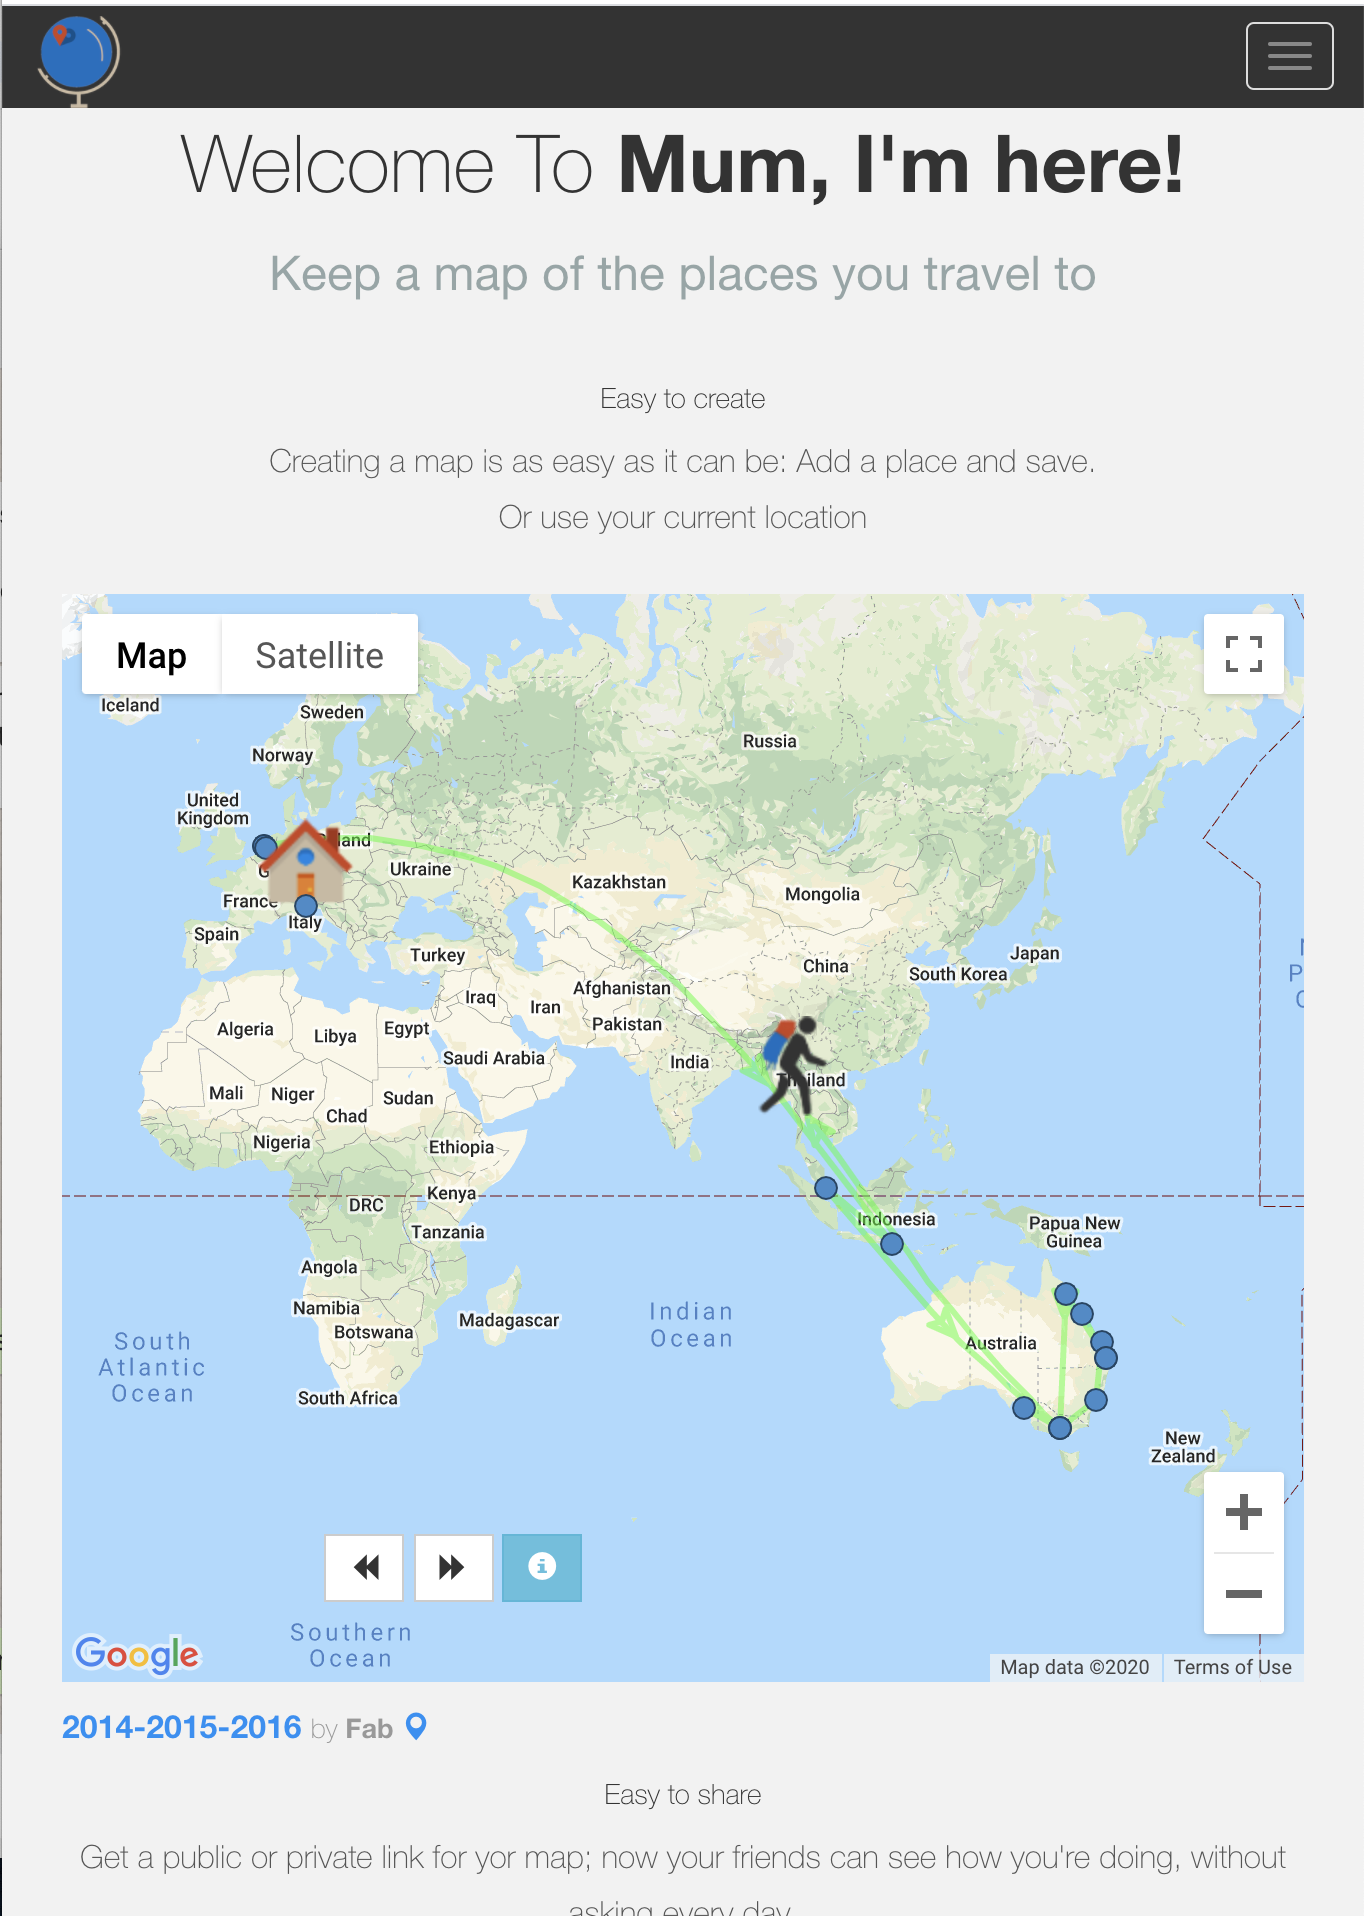 Welcome To Mum, I'm here!
Keep a map of the places you travel to
Easy to create
Creating a map is as easy as it can be: Add a place and save.
Or use your current location
Map
Satellite
Iceland
Sweden
Norway
Russia
United
Kingdom
Ukraine
Kazakhstan
Mongolia
France
Italy
Spain
Turkey
China
Japan
South Korea
Afghanistan
Iraq
Iran
Pakistan
Algeria
Libya
Egypt
Saudi Arabia
India
Thailand
Mali
Niger
Sudan
Chad
Nigeria
Ethiopia
Kenya
DRC
Indonesia
Tanzania
Papua New
Guinea
Angola
Namibia
Botswana
Madagascar
Indian
Ocean
Australia
South
Atlantic
Ocean
South Africa
New
Zealand
Southern
Ocean
Google
Map data ©2020
Terms of Use
2014-2015-2016 by Fab
Easy to share
Get a public or private link for yor map; now your friends can see how you're doing, without
asking every day